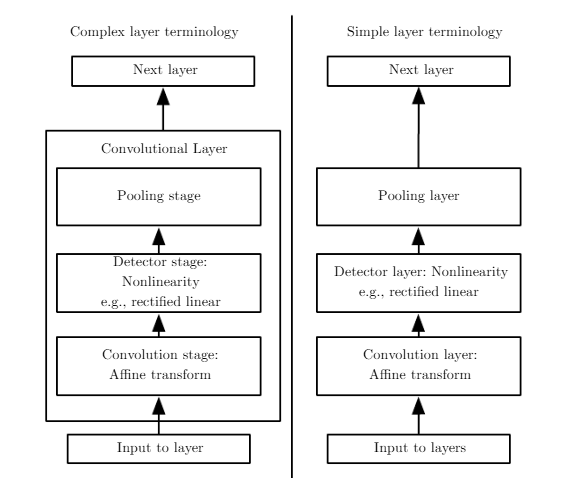 Complex layer terminology
Next layer
Convolutional Layer
Pooling stage
Detector stage:
Nonlinearity
e.g., rectified linear
Convolution stage:
Affine transform
Input to layer
Simple layer terminology
Next layer
Pooling layer
Detector layer: Nonlinearity
e.g., rectified linear
Convolution layer:
Affine transform
Input to layers